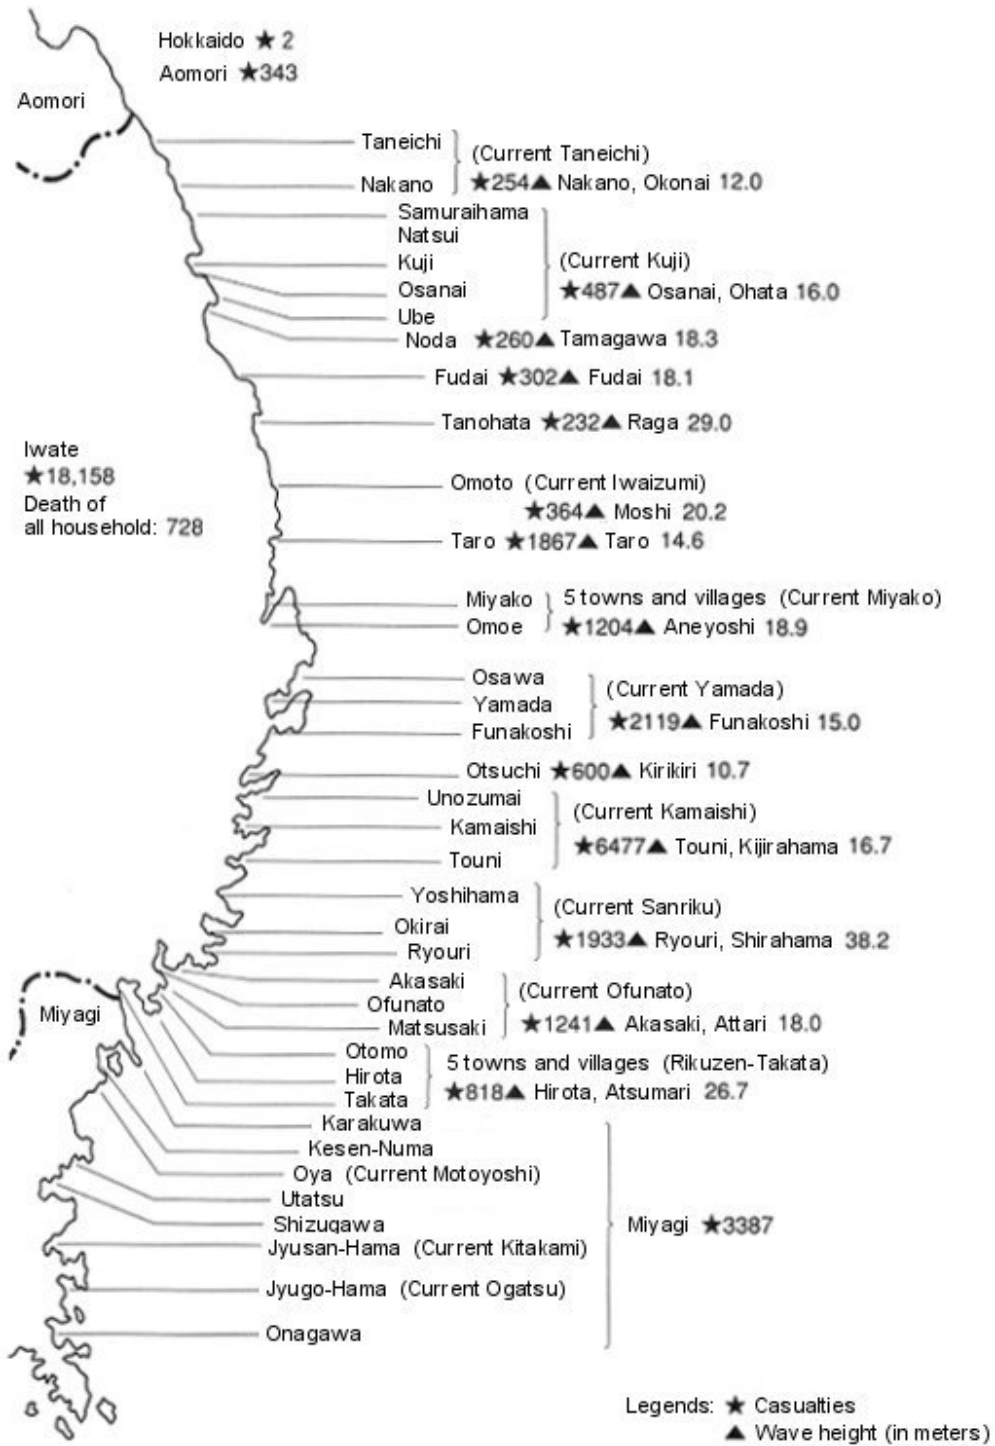 Hokkaido ★ 2
Aomori ★343
Aomori
Taneichi
(Current Taneichi)
Nakano
★254▲ Nakano, Okonai 12.0
Samuraihama
Natsui
Kuji
(Current Kuji)
Osanai
★487▲ Osanai, Ohata 16.0
Ube
Noda ★260▲ Tamagawa 18.3
Fudai ★302▲ Fudai 18.1
Tanohata ★232▲ Raga 29.0
Iwate
★18,158
Death of
all household: 728
Omoto (Current Iwaizumi)
★364▲ Moshi 20.2
Taro ★1867▲ Taro 14.6
Miyako
5 towns and villages (Current Miyako)
Omoe
★1204▲ Aneyoshi 18.9
Osawa
(Current Yamada)
Yamada
★2119▲ Funakoshi 15.0
Funakoshi
Otsuchi ★600▲ Kirikiri 10.7
Unozumai
(Current Kamaishi)
Kamaishi
★6477▲ Touni, Kijirahama 16.7
Touni
Yoshihama
(Current Sanriku)
Okirai
★1933▲ Ryouri, Shirahama 38.2
Ryouri
Akasaki
(Current Ofunato)
Ofunato
★1241▲ Akasaki, Attari 18.0
Matsusaki
Miyagi
Otomo
5 towns and villages (Rikuzen-Takata)
Hirota
★818▲ Hirota, Atsumari 26.7
Takata
Karakuwa
Kesen-Numa
Oya (Current Motoyoshi)
Utatsu
Shizugawa
Miyagi ★3387
Jyusan-Hama (Current Kitakami)
Jyugo-Hama (Current Ogatsu)
Onagawa
Legends: ★ Casualties
▲ Wave height (in meters)